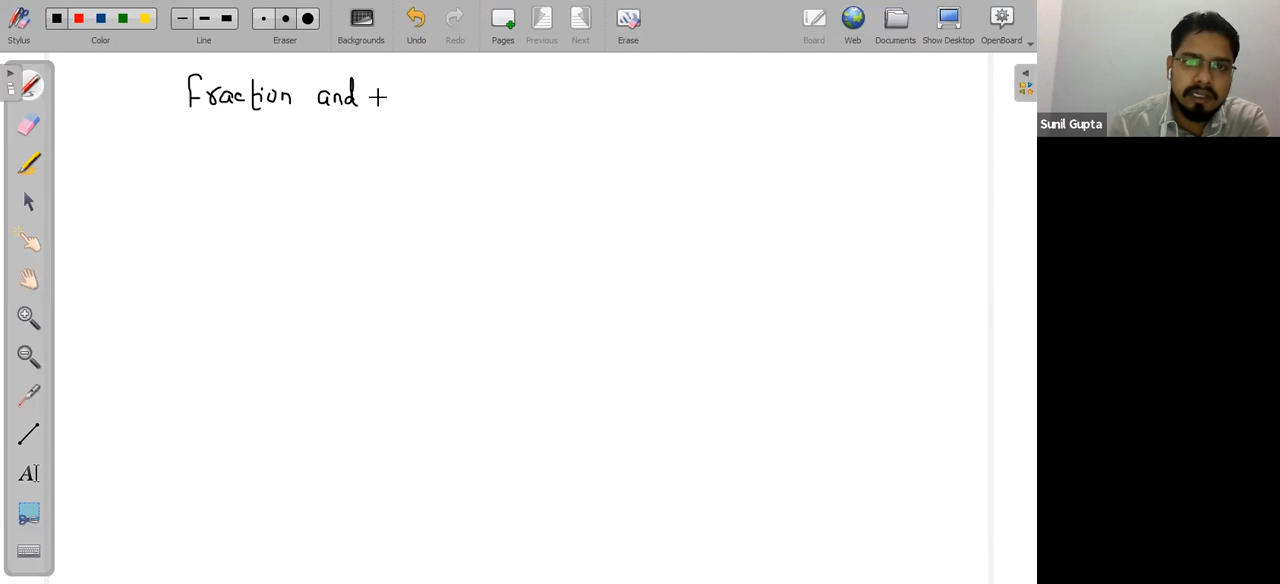 Stylus Color Line Eraser Backgrounds Undo Redo Pages Previous Next Erase Board Web Documents Show Desktop OpenBoard
Fraction and +
Sunil Gupta
AI